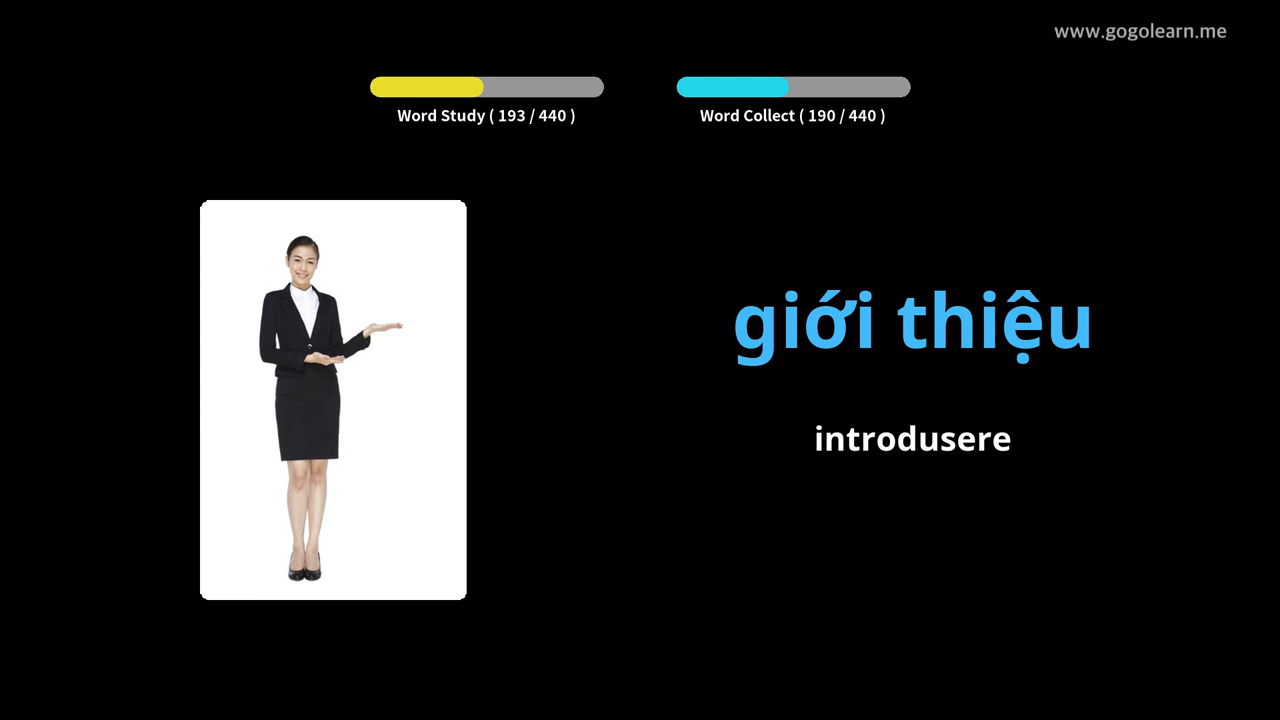 www.gogolearn.me
Word Study ( 193 / 440 )
Word Collect ( 190 / 440 )
giới thiệu
introdusere